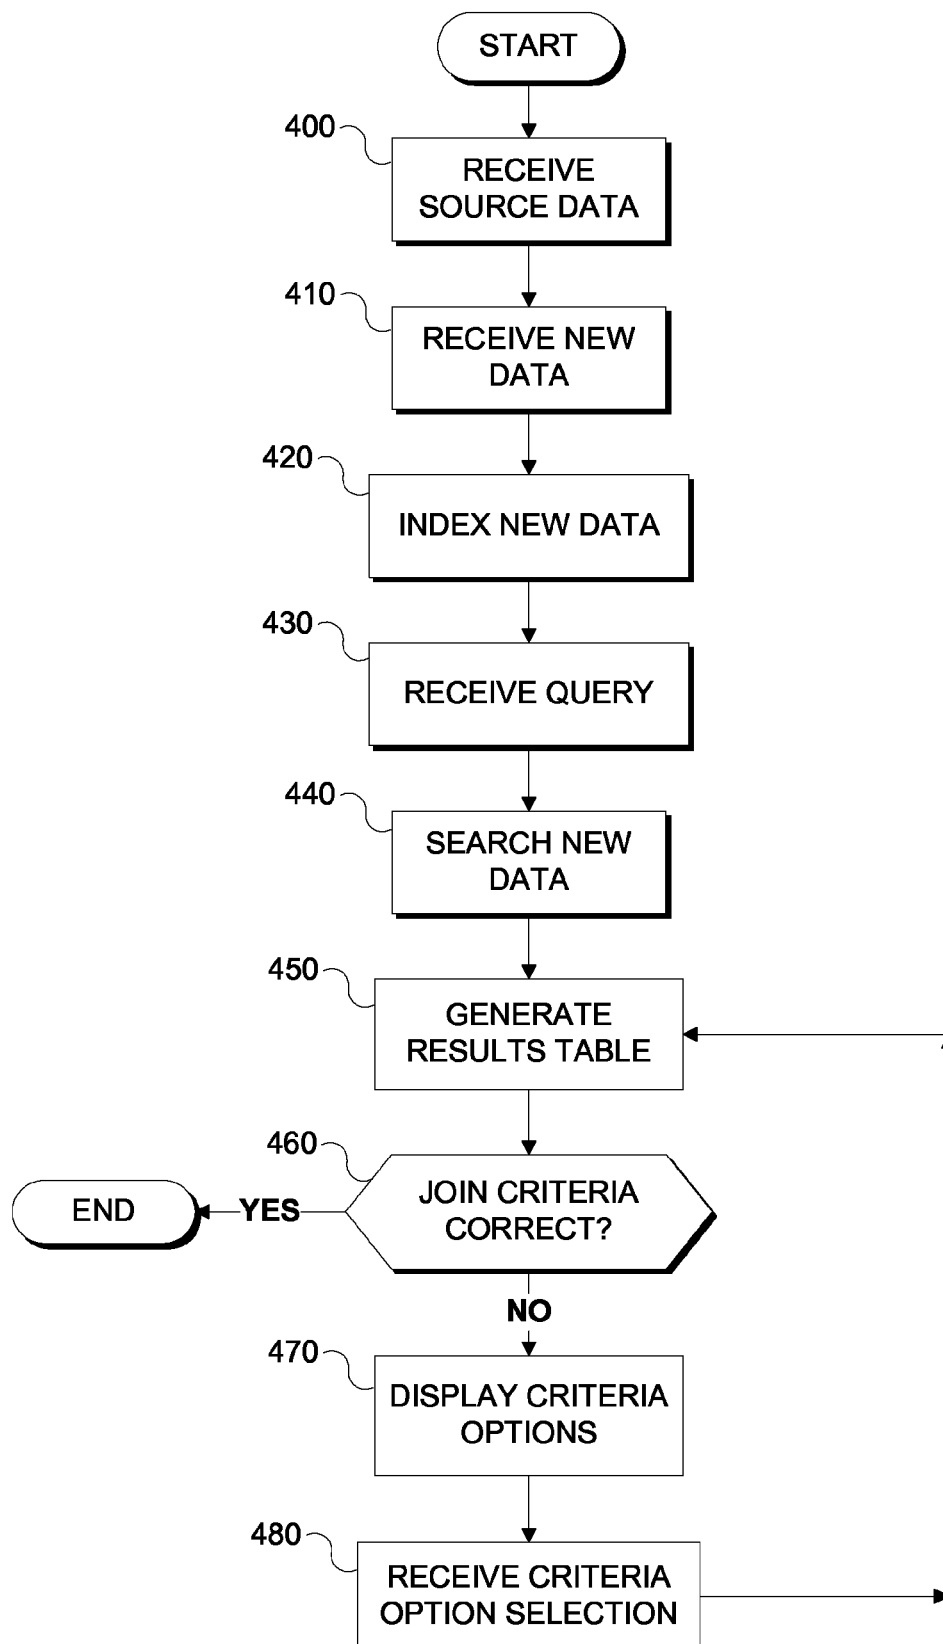 START
400
RECEIVE
SOURCE DATA
410
RECEIVE NEW
DATA
420
INDEX NEW DATA
430
RECEIVE QUERY
440
SEARCH NEW
DATA
450
GENERATE
RESULTS TABLE
460
JOIN CRITERIA
CORRECT?
YES
END
NO
470
DISPLAY CRITERIA
OPTIONS
480
RECEIVE CRITERIA
OPTION SELECTION